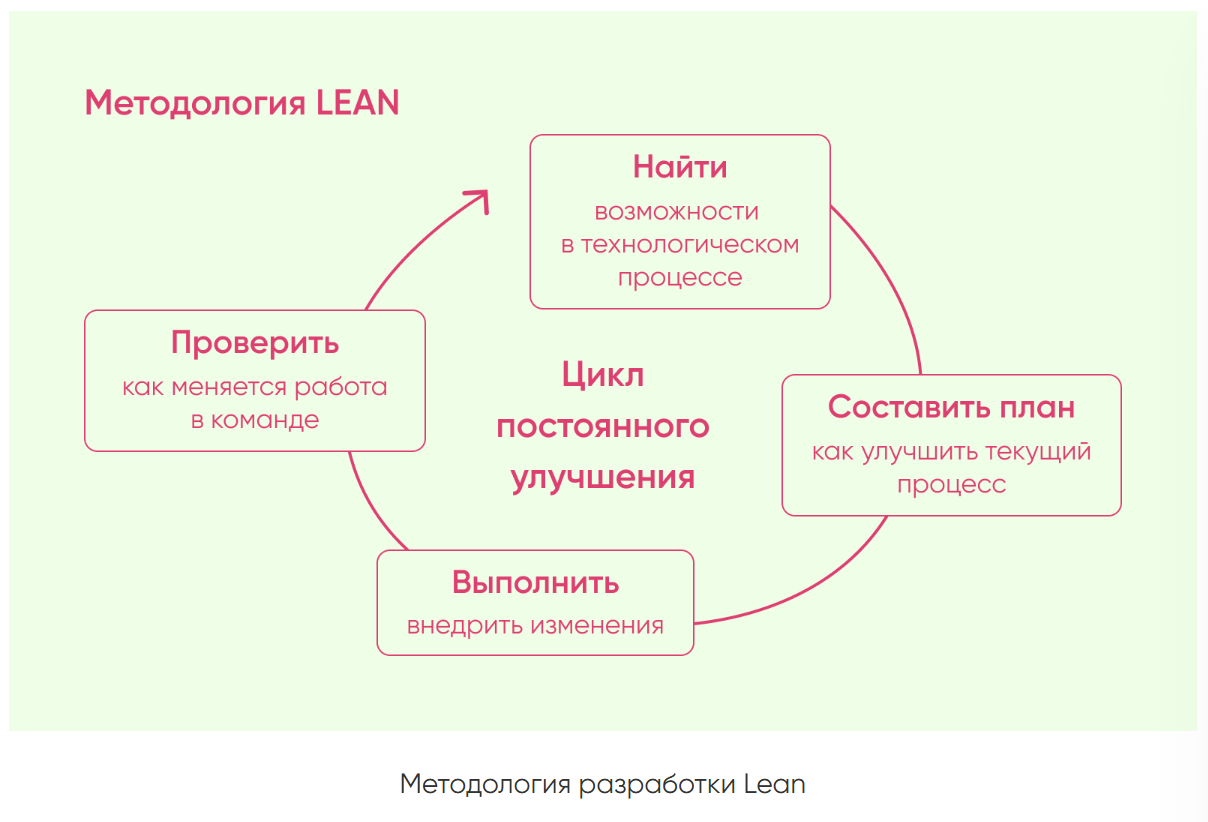 Методология LEAN
Найти
возможности
в технологическом
процессе
Составить план
как улучшить текущий
процесс
Выполнить
внедрить изменения
Проверить
как меняется работа
в команде
Цикл
постоянного
улучшения
Методология разработки Lean